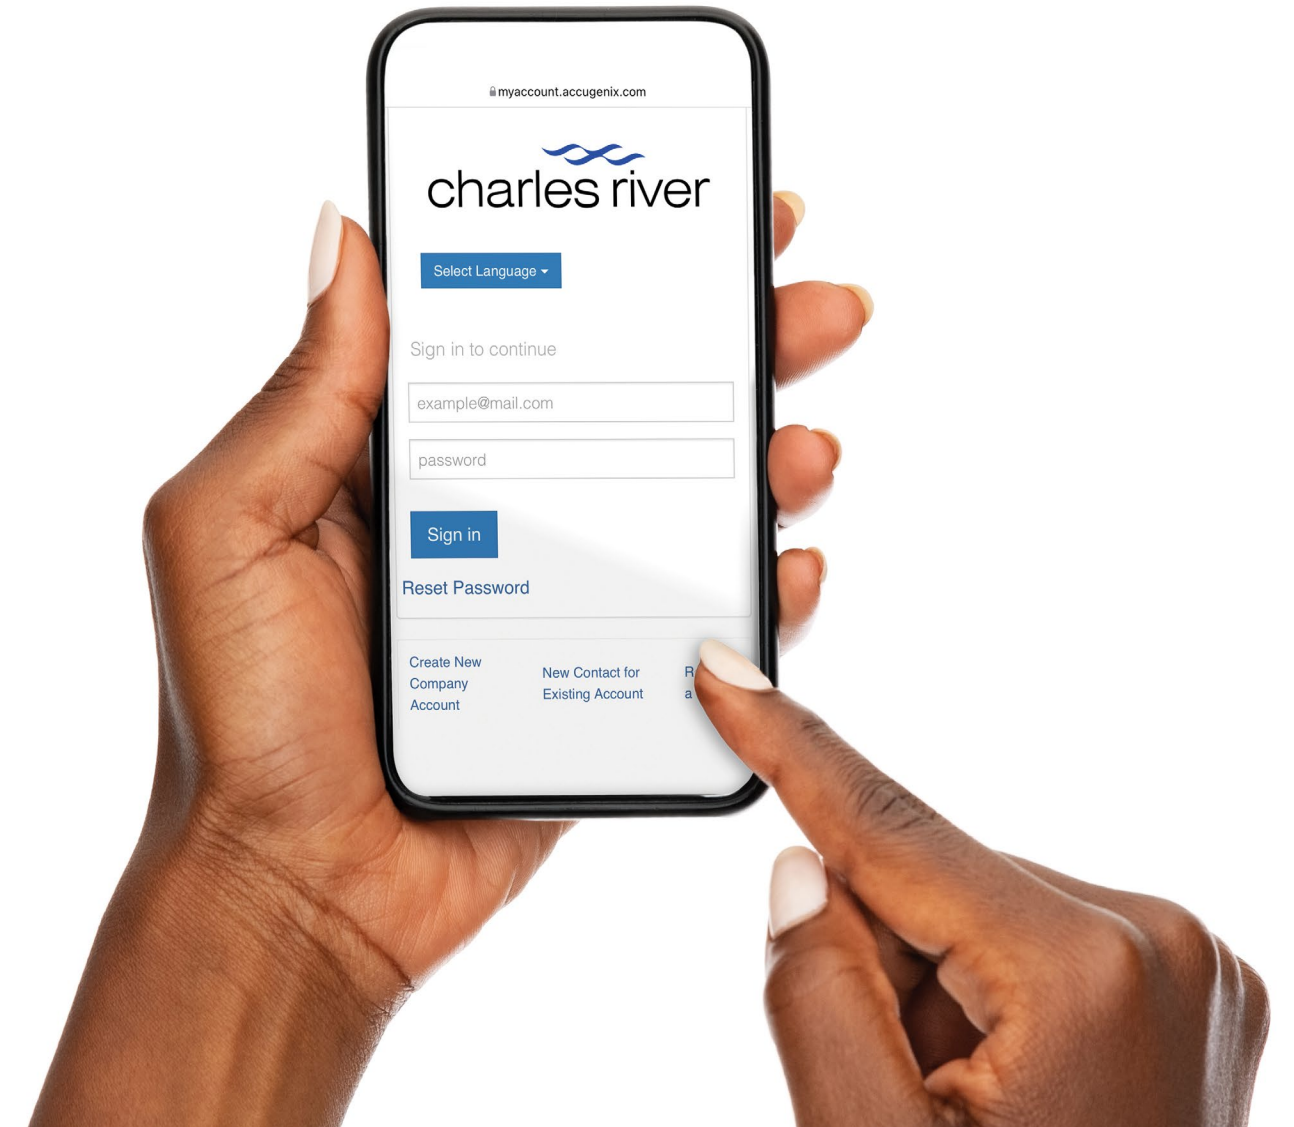 myaccount.accugenix.com
charles river
Select Language
Sign in to continue
example@mail.com
password
Sign in
Reset Password
Create New
Company
Account
New Contact for
Existing Account
a